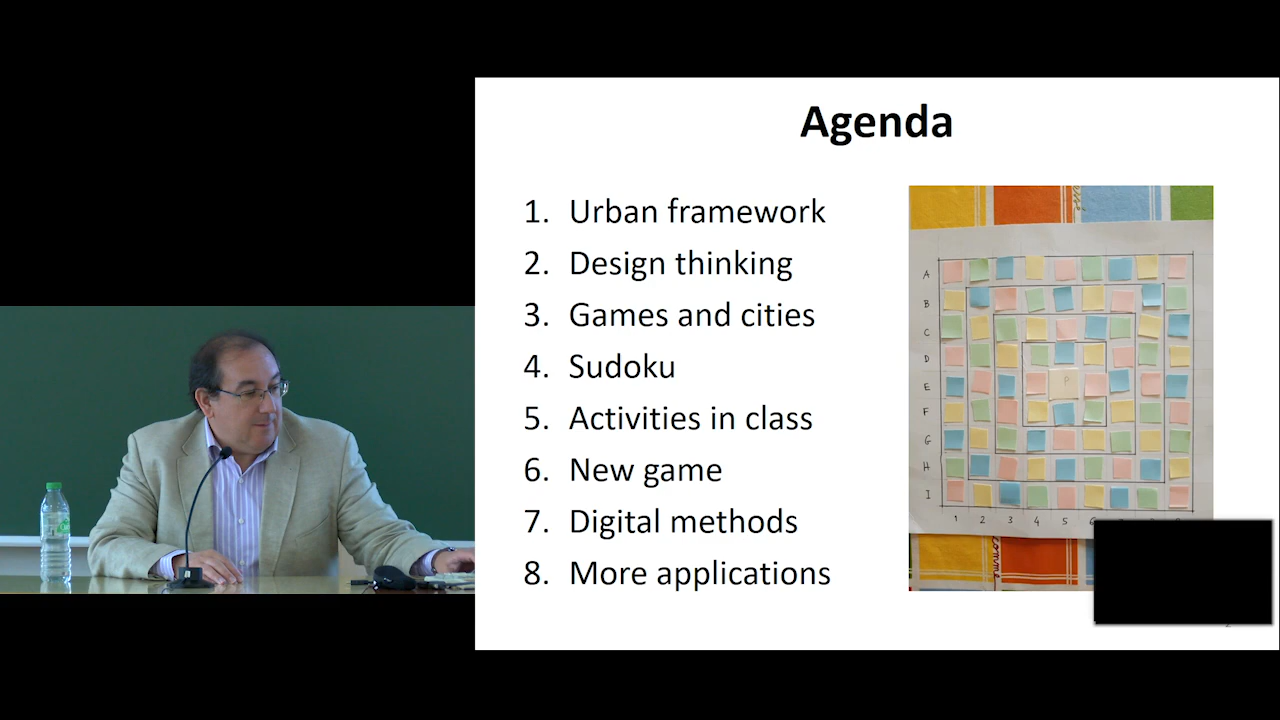 Agenda
1. Urban framework
2. Design thinking
3. Games and cities
4. Sudoku
5. Activities in class
6. New game
7. Digital methods
8. More applications
A
B
C
D
E
P
F
G
H
I
1 2 3 4 5
comme